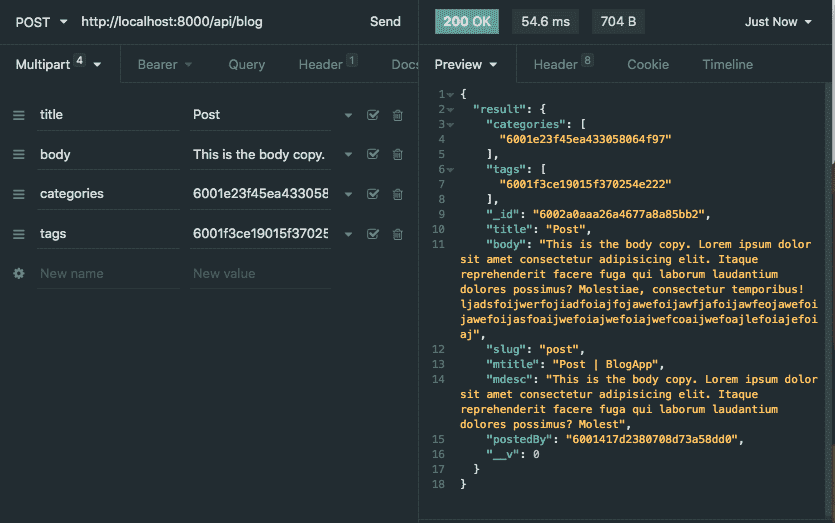 POST http://localhost:8000/api/blog Send
200 OK 54.6 ms 704 B Just Now
Multipart 4 Bearer Query Header 1 Docs
Preview Header 8 Cookie Timeline
title Post
body This is the body copy.
categories 6001e23f45ea433058
tags 6001f3ce19015f37025
New name New value
1 {
2 "result": {
3 "categories": [
4 "6001e23f45ea433058064f97"
5 ],
6 "tags": [
7 "6001f3ce19015f370254e222"
8 ],
9 "_id": "6002a0aaa26a4677a8a85bb2",
10 "title": "Post",
11 "body": "This is the body copy. Lorem ipsum dolor
sit amet consectetur adipisicing elit. Itaque
reprehenderit facere fuga qui laborum laudantium
dolores possimus? Molestiae, consectetur temporibus!
ljadsfoijwerfojiadfoiajfojawefoijawfjafoijawfeojawefoi
jawefoijasfoaijwefoiajwefoiajwefcoaijwefoajlefoiajefoi
aj",
12 "slug": "post",
13 "mtitle": "Post | BlogApp",
14 "mdesc": "This is the body copy. Lorem ipsum dolor
sit amet consectetur adipisicing elit. Itaque
reprehenderit facere fuga qui laborum laudantium
dolores possimus? Molest",
15 "postedBy": "6001417d2380708d73a58dd0",
16 "__v": 0
17 }
18 }